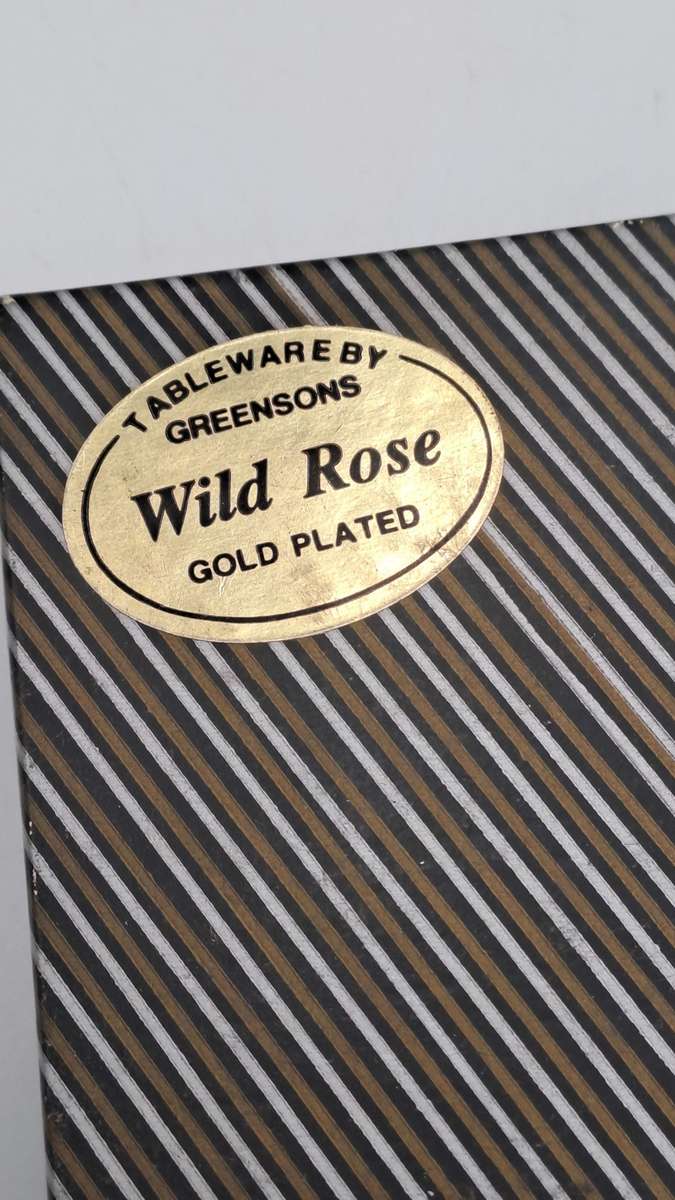 TABLEWARE BY
GREENSONS
Wild Rose
GOLD PLATED